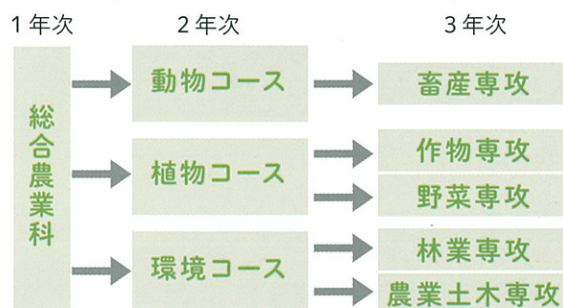 1年次
2年次
3年次
総合農業科
動物コース
畜産専攻
植物コース
作物専攻
野菜専攻
環境コース
林業専攻
農業土木専攻